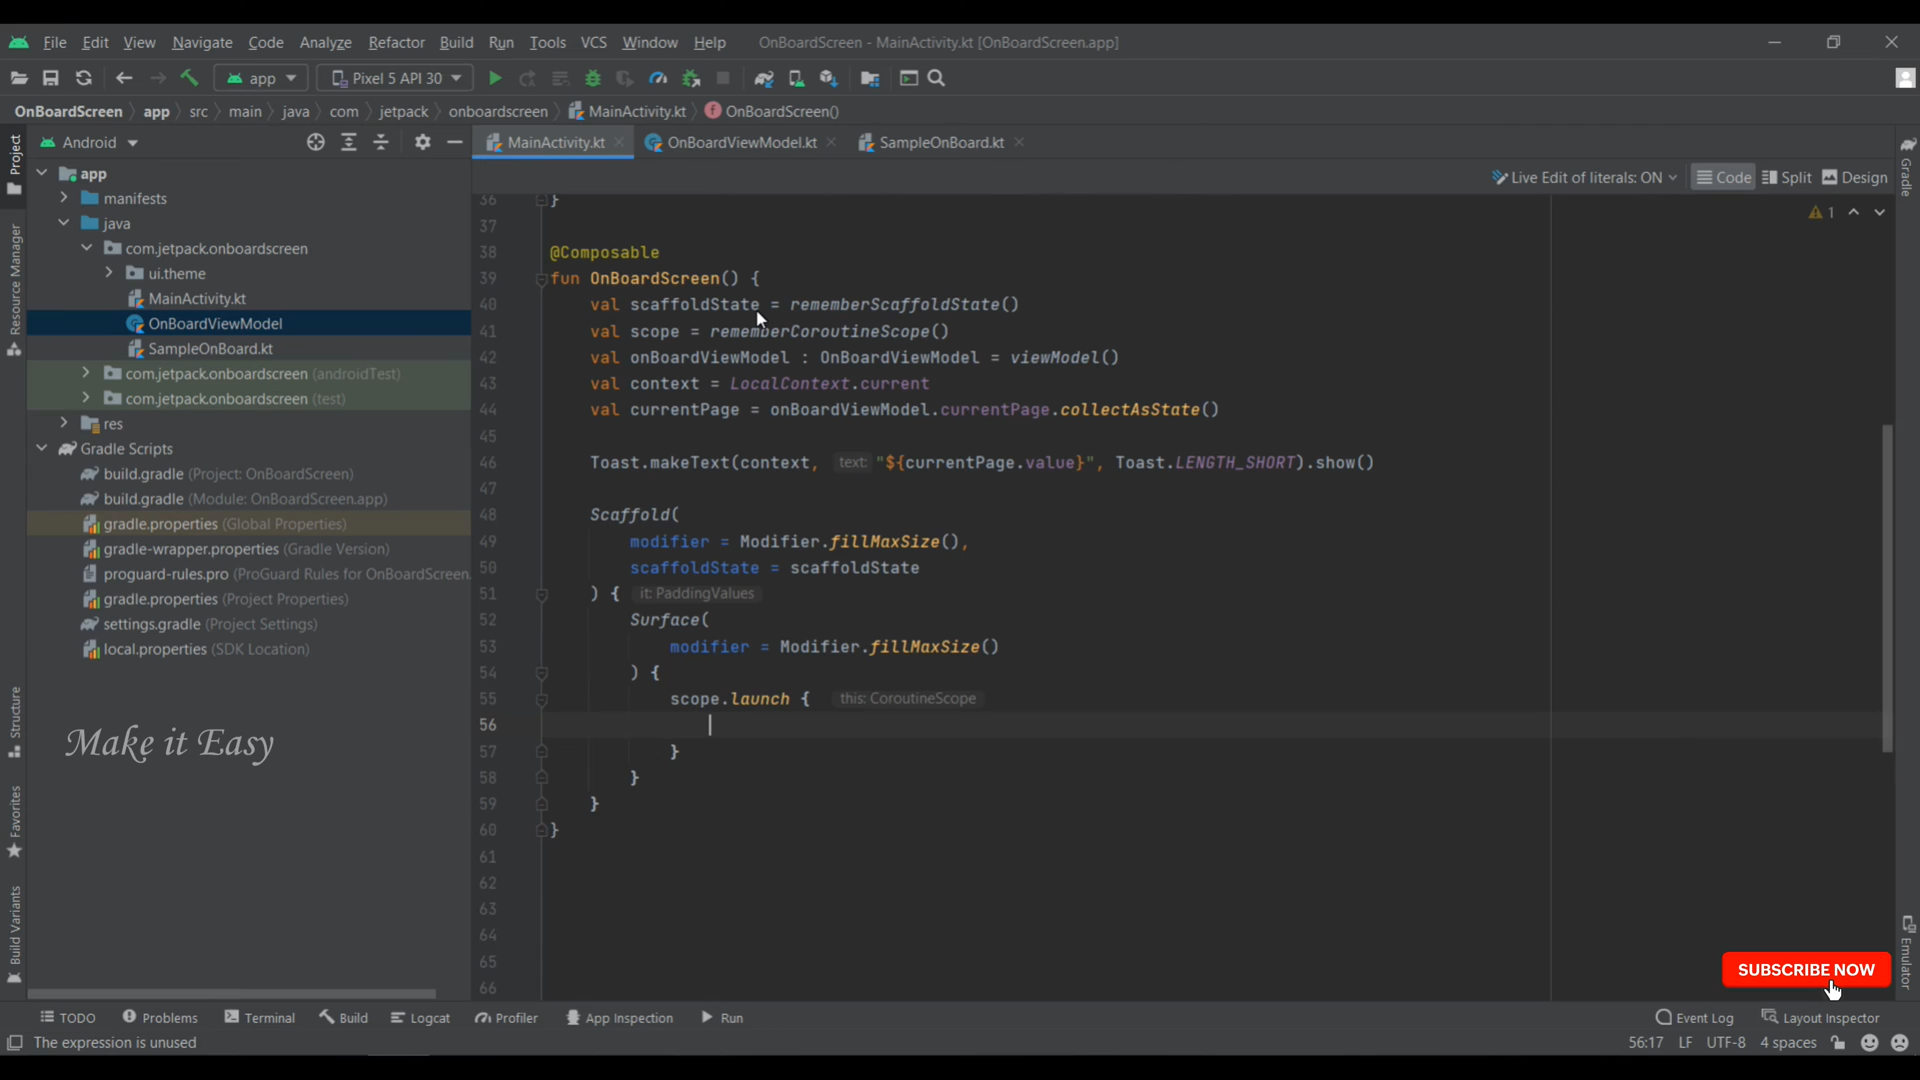 File Edit View Navigate Code Analyze Refactor Build Run Tools VCS Window Help OnBoardScreen - MainActivity.kt [OnBoardScreen.app]
app Pixel 5 API 30
OnBoardScreen app src main java com jetpack onboardscreen MainActivity.kt OnBoardScreen()
Android MainActivity.kt OnBoardViewModel.kt SampleOnBoard.kt
Live Edit of literals: ON Code Split Design
1
Project
Resource Manager
Structure
Favorites
Build Variants
app
manifests
java
com.jetpack.onboardscreen
ui.theme
MainActivity.kt
OnBoardViewModel
SampleOnBoard.kt
com.jetpack.onboardscreen (androidTest)
com.jetpack.onboardscreen (test)
res
Gradle Scripts
build.gradle (Project: OnBoardScreen)
build.gradle (Module: OnBoardScreen.app)
gradle.properties (Global Properties)
gradle-wrapper.properties (Gradle Version)
proguard-rules.pro (ProGuard Rules for OnBoardScreen.
gradle.properties (Project Properties)
settings.gradle (Project Settings)
local.properties (SDK Location)
Make it Easy
36 }
37
38 @Composable
39 fun OnBoardScreen() {
40 val scaffoldState = rememberScaffoldState()
41 val scope = rememberCoroutineScope()
42 val onBoardViewModel : OnBoardViewModel = viewModel()
43 val context = LocalContext.current
44 val currentPage = onBoardViewModel.currentPage.collectAsState()
45
46 Toast.makeText(context, text: "${currentPage.value}", Toast.LENGTH_SHORT).show()
47
48 Scaffold(
49 modifier = Modifier.fillMaxSize(),
50 scaffoldState = scaffoldState
51 ) { it: PaddingValues
52 Surface(
53 modifier = Modifier.fillMaxSize()
54 ) {
55 scope.launch { this: CoroutineScope
56
57 }
58 }
59 }
60 }
61
62
63
64
65
66
Gradle
Emulator
SUBSCRIBE NOW
TODO Problems Terminal Build Logcat Profiler App Inspection Run Event Log Layout Inspector
The expression is unused 56:17 LF UTF-8 4 spaces